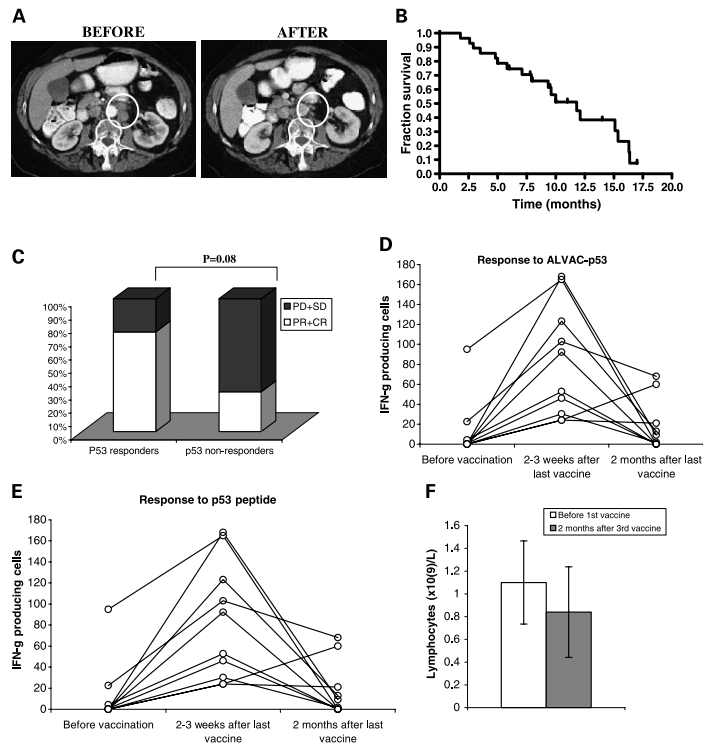 A
BEFORE
AFTER
B
Fraction survival
1.0
0.9
0.8
0.7
0.6
0.5
0.4
0.3
0.2
0.1
0.0
0.0 2.5 5.0 7.5 10.0 12.5 15.0 17.5 20.0
Time (months)
C
P=0.08
100%
90%
80%
70%
60%
50%
40%
30%
20%
10%
0%
PD+SD
PR+CR
P53 responders
p53 non-responders
D
Response to ALVAC-p53
IFN-g producing cells
180
160
140
120
100
80
60
40
20
0
Before vaccination
2-3 weeks after
last vaccine
2 months after last
vaccine
E
Response to p53 peptide
IFN-g producing cells
180
160
140
120
100
80
60
40
20
0
Before vaccination
2-3 weeks after last
vaccine
2 months after last
vaccine
F
Before 1st vaccine
2 months after 3rd vaccine
Lymphocytes (x10(9)/L)
1.6
1.4
1.2
1
0.8
0.6
0.4
0.2
0